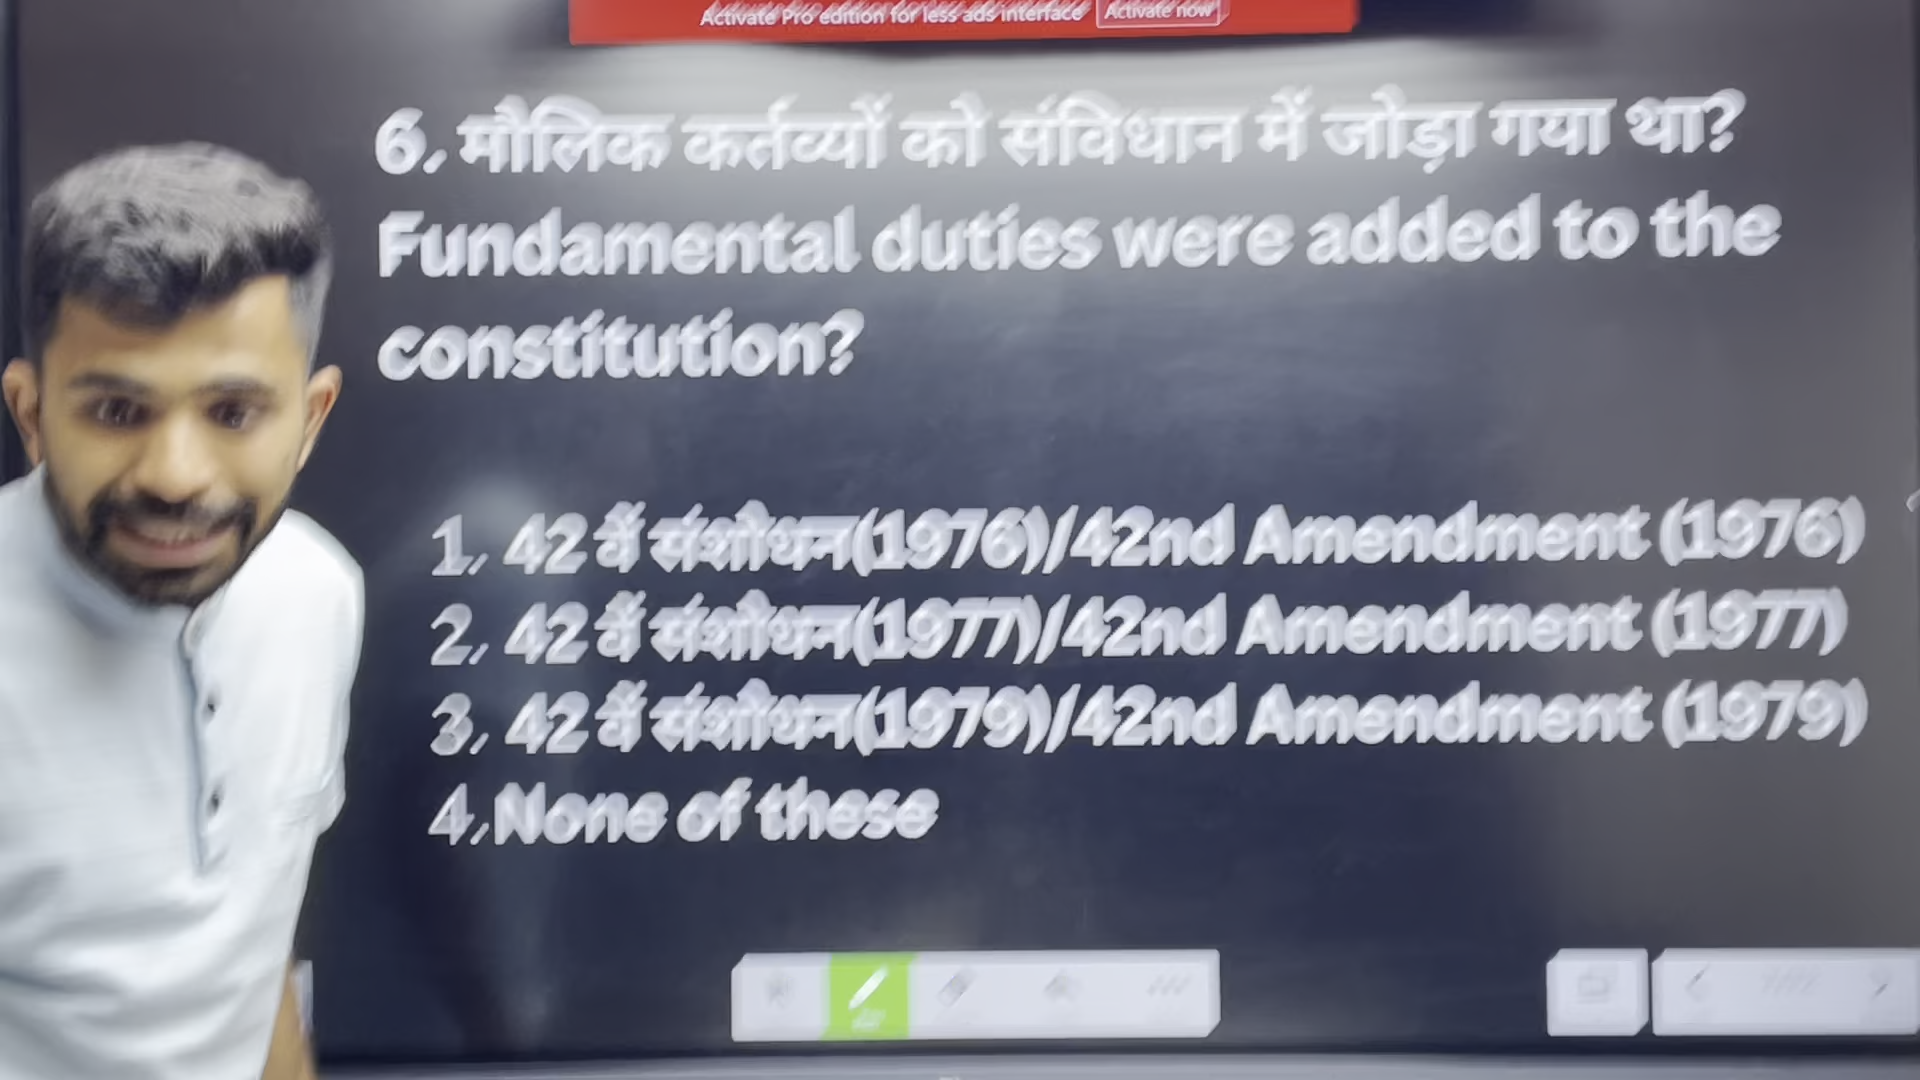 Activate Pro edition for less ads interface Activate now
6. मौलिक कर्तव्यों को संविधान में जोड़ा गया था?
Fundamental duties were added to the
constitution?
1. 42 वें संशोधन(1976)/42nd Amendment (1976)
2. 42 वें संशोधन(1977)/42nd Amendment (1977)
3. 42 वें संशोधन(1979)/42nd Amendment (1979)
4. None of these